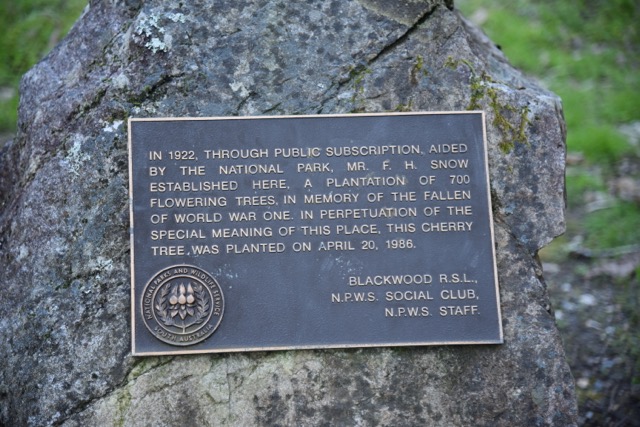 IN 1922, THROUGH PUBLIC SUBSCRIPTION, AIDED
BY THE NATIONAL PARK, MR. F. H. SNOW
ESTABLISHED HERE, A PLANTATION OF 700
FLOWERING TREES, IN MEMORY OF THE FALLEN
OF WORLD WAR ONE. IN PERPETUATION OF THE
SPECIAL MEANING OF THIS PLACE, THIS CHERRY
TREE, WAS PLANTED ON APRIL 20, 1986.
BLACKWOOD R.S.L.,
N.P.W.S. SOCIAL CLUB,
N.P.W.S. STAFF.
NATIONAL PARKS AND WILDLIFE SERVICE
SOUTH AUSTRALIA